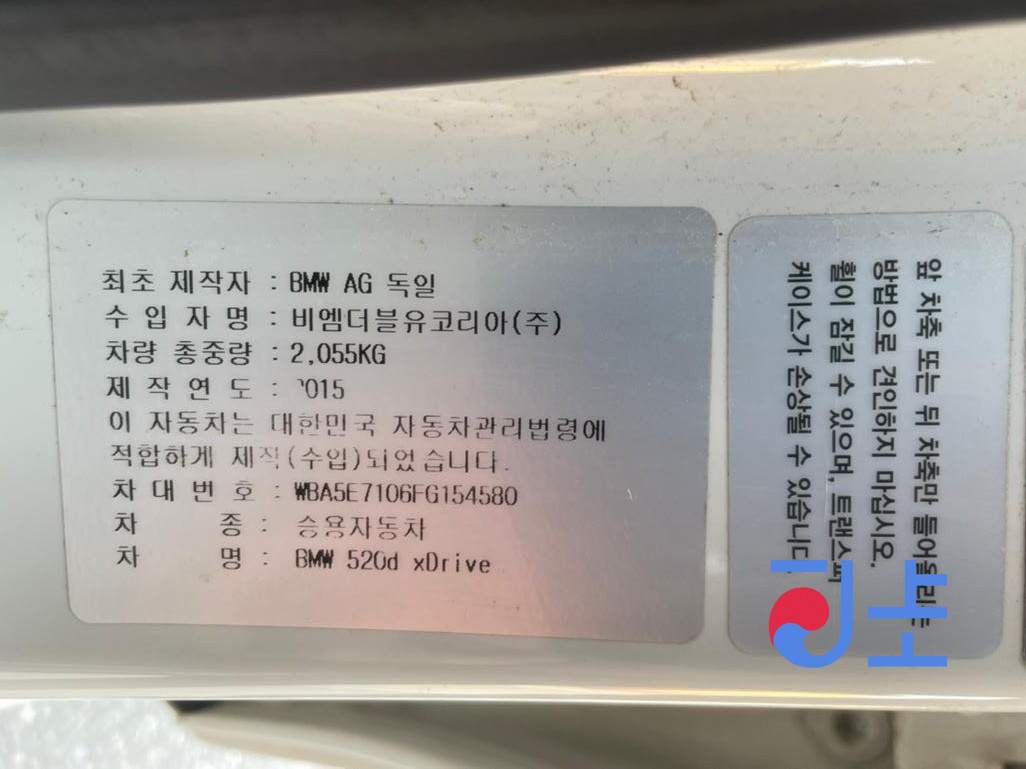 최초 제작자 : BMW AG 독일
수 입 자 명 : 비엠더블유코리아(주)
차량 총중량 : 2,055KG
제 작 연 도 : 2015
이 자동차는 대한민국 자동차관리법령에
적합하게 제작(수입)되었습니다.
차 대 번 호 : WBA5E7106FG154580
차 종 : 승용자동차
차 명 : BMW 520d xDrive
앞 차축 또는 뒤 차축만 들어올리는
방법으로 견인하지 마십시오.
휠이 잠길 수 있으며, 트랜스퍼
케이스가 손상될 수 있습니다.